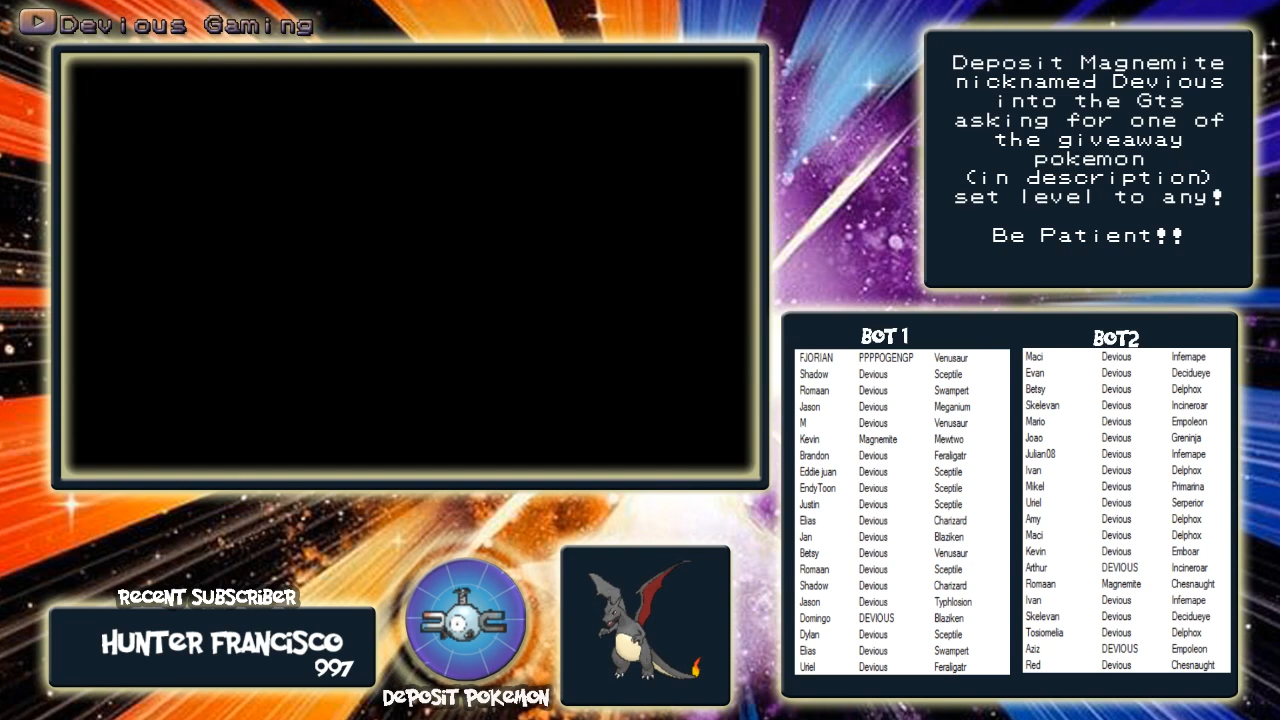 Devious Gaming
Deposit Magnemite
nicknamed Devious
into the Gts
asking for one of
the giveaway
pokemon
(in description)
set level to any!
Be Patient!!
BOT 1
FJORIAN PPPPOGENGP Venusaur
Shadow Devious Sceptile
Romaan Devious Swampert
Jason Devious Meganium
M Devious Venusaur
Kevin Magnemite Mewtwo
Brandon Devious Feraligatr
Eddie juan Devious Sceptile
EndyToon Devious Sceptile
Justin Devious Sceptile
Elias Devious Charizard
Jan Devious Blaziken
Betsy Devious Venusaur
Romaan Devious Sceptile
Shadow Devious Charizard
Jason Devious Typhlosion
Domingo DEVIOUS Blaziken
Dylan Devious Sceptile
Elias Devious Swampert
Uriel Devious Feraligatr
BOT2
Maci Devious Infernape
Evan Devious Decidueye
Betsy Devious Delphox
Skelevan Devious Incineroar
Mario Devious Empoleon
Joao Devious Greninja
Julian08 Devious Infernape
Ivan Devious Delphox
Mikel Devious Primarina
Uriel Devious Serperior
Amy Devious Delphox
Maci Devious Delphox
Kevin Devious Emboar
Arthur DEVIOUS Incineroar
Romaan Magnemite Chesnaught
Ivan Devious Infernape
Skelevan Devious Decidueye
Tosiomelia Devious Delphox
Aziz DEVIOUS Empoleon
Red Devious Chesnaught
RECENT SUBSCRIBER
HUNTER FRANCISCO
997
DEPOSIT POKEMON